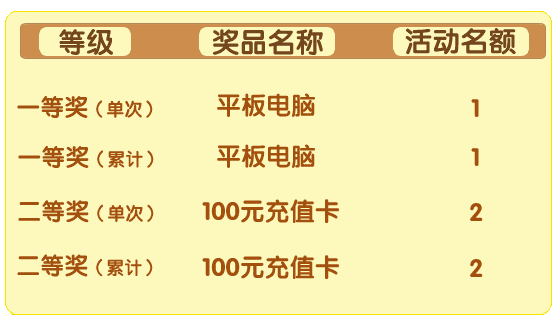 等级 奖品名称 活动名额
一等奖（单次） 平板电脑 1
一等奖（累计） 平板电脑 1
二等奖（单次） 100元充值卡 2
二等奖（累计） 100元充值卡 2